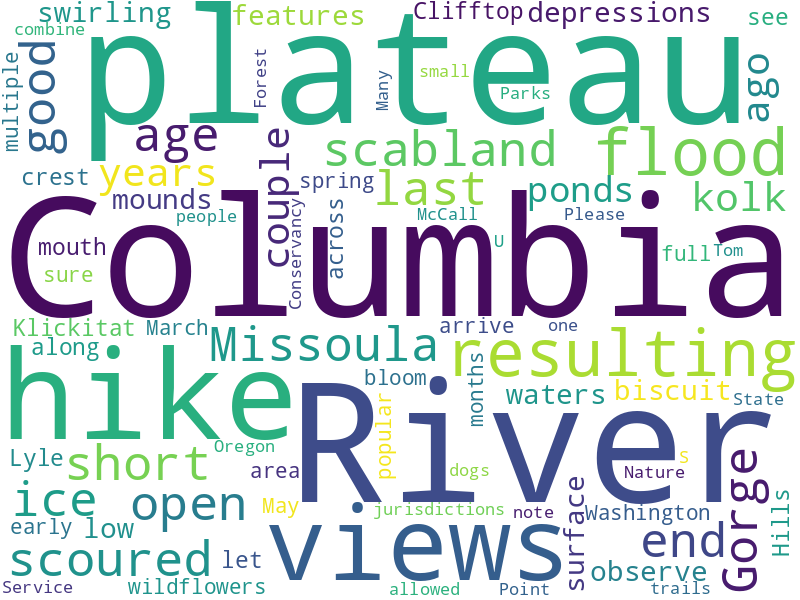 swirling
features
Clifftop
depressions
see
combine
plateau
multiple
good
Forest
Many
small
Parks
ago
age
couple
scabland
flood
years
crest
mounds
spring
last
ponds
kolk
people
Conservancy
across
McCall
Please
Columbia
mouth
sure
U
full
Tom
Klickitat
March
Missoula
arrive
one
resulting
along
hike
River
bloom
months
waters
biscuit
State
popular
Oregon
Lyle
short
area
dogs
Nature
S
Gorge
ice
open
May
views
jurisdictions
note
surface
Washington
Hills
early
low
end
scoured
let
observe
Service
wildflowers
allowed
Point
trails